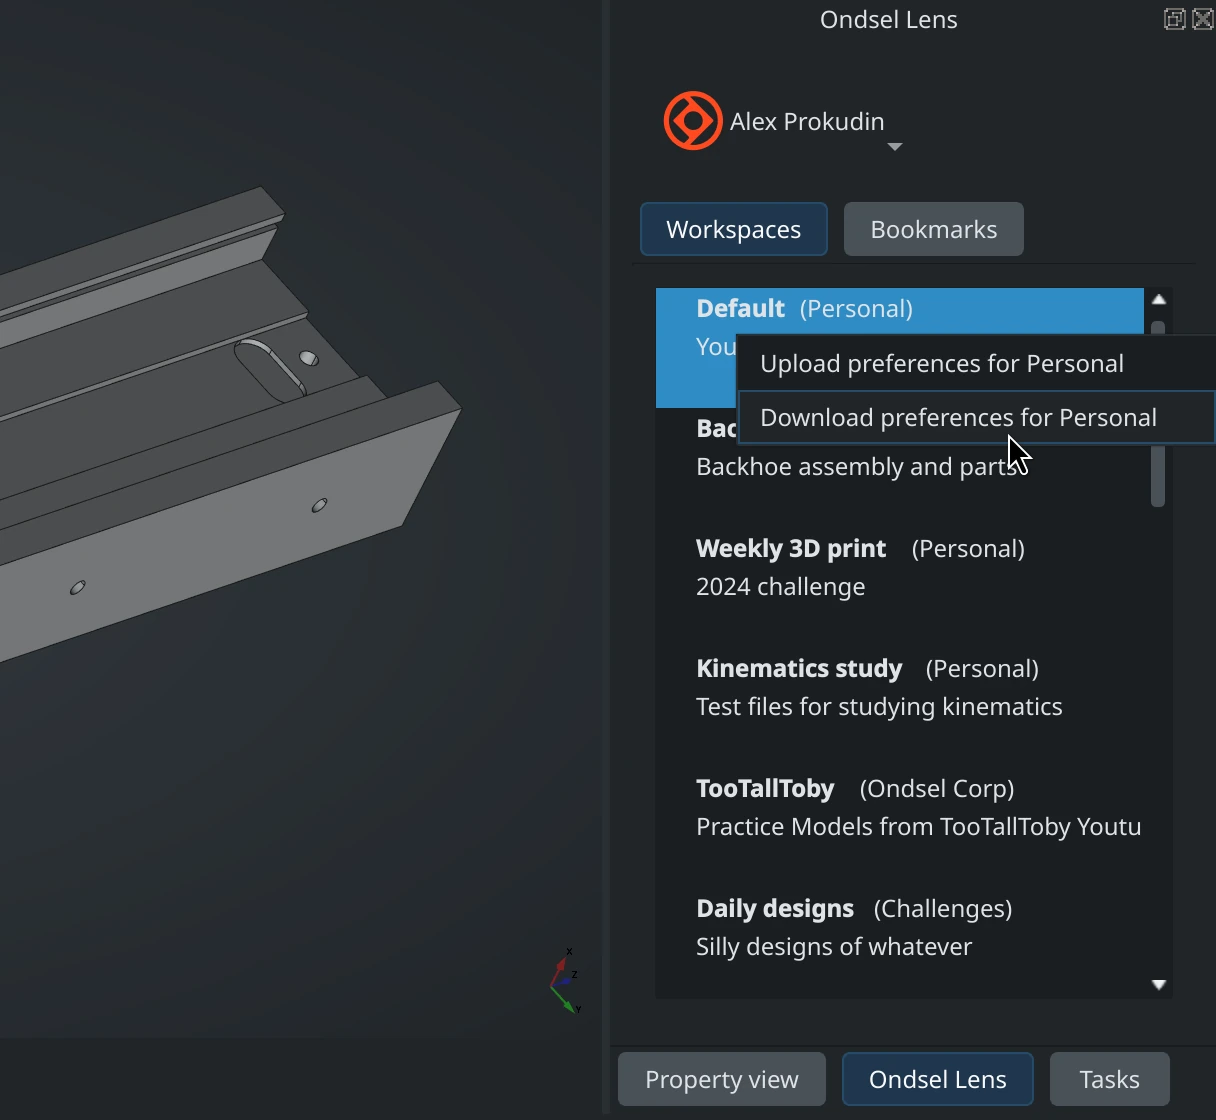 Ondsel Lens
Alex Prokudin
Workspaces
Bookmarks
Default (Personal)
You
Upload preferences for Personal
Download preferences for Personal
Bac
Backhoe assembly and parts
Weekly 3D print (Personal)
2024 challenge
Kinematics study (Personal)
Test files for studying kinematics
TooTallToby (Ondsel Corp)
Practice Models from TooTallToby Youtu
Daily designs (Challenges)
Silly designs of whatever
X
Z
Y
Property view
Ondsel Lens
Tasks